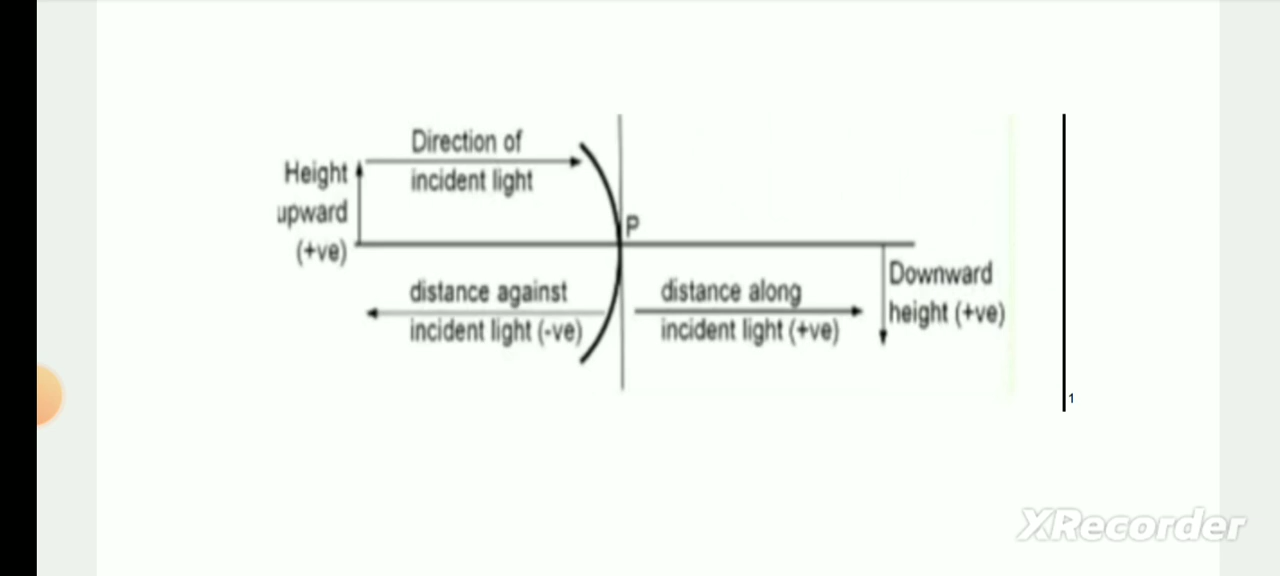 Direction of
incident light
Height
upward
(+ve)
P
distance against
incident light (-ve)
distance along
incident light (+ve)
Downward
height (+ve)
1
XRecorder